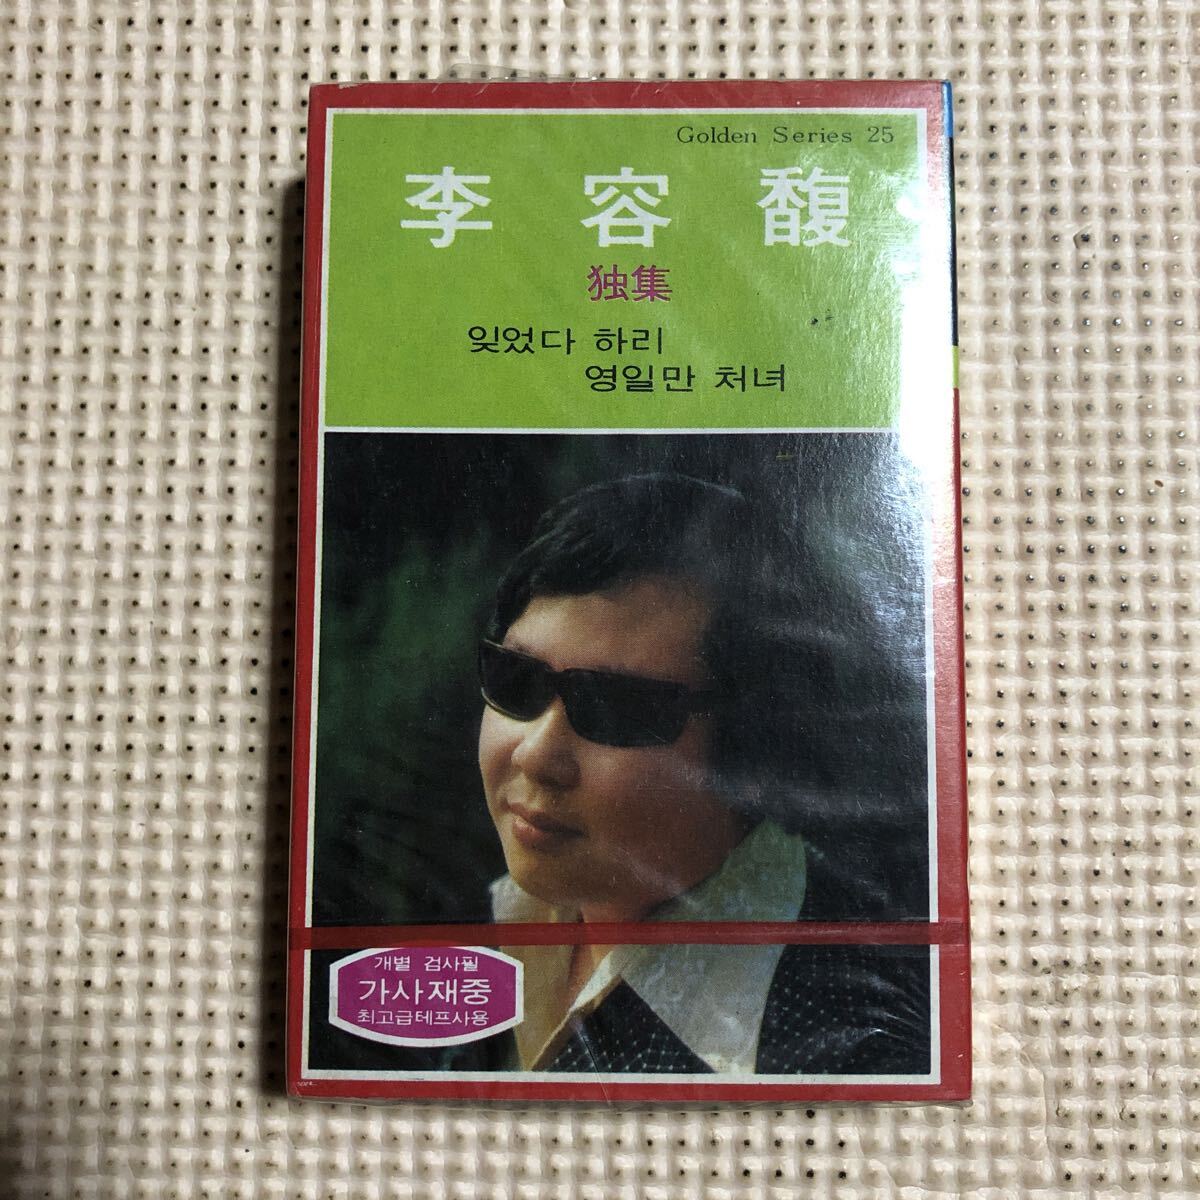 Golden Series 25
李容馥
独集
잊었다 하리
영일만 처녀
개별 검사필
가사재중
최고급테프사용